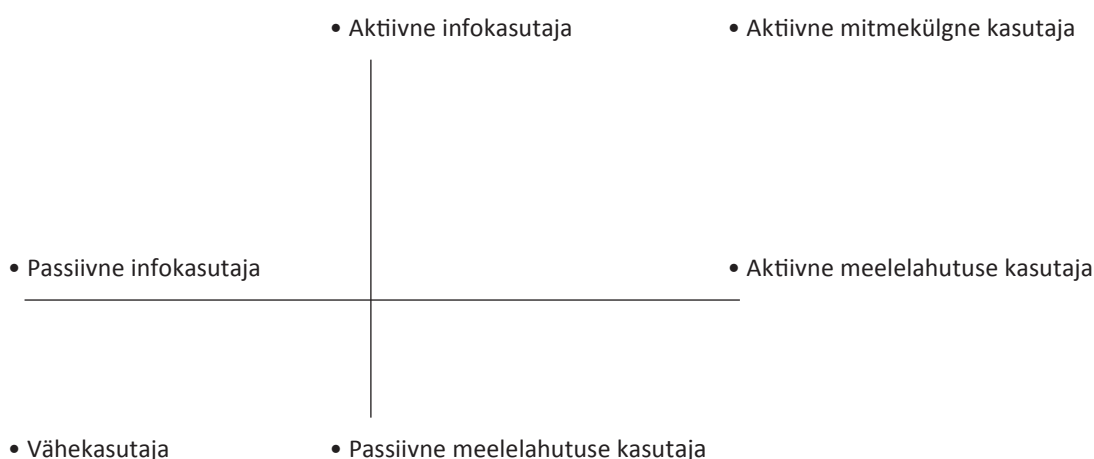 • Aktiivne infokasutaja
• Aktiivne mitmekülgne kasutaja
• Passiivne infokasutaja
• Aktiivne meelelahutuse kasutaja
• Vähekasutaja
• Passiivne meelelahutuse kasutaja